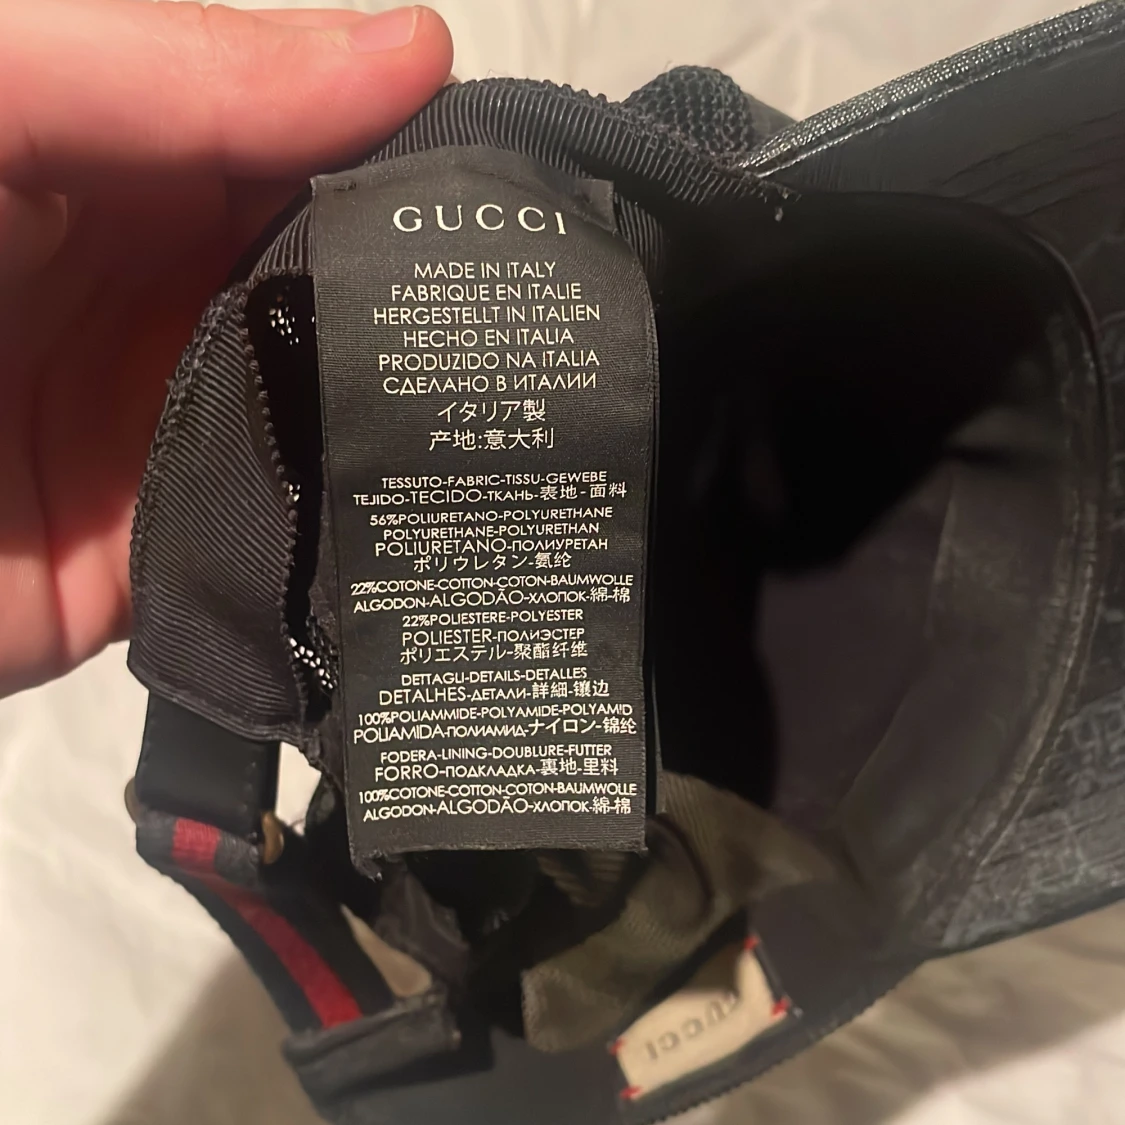 GUCCI
MADE IN ITALY
FABRIQUE EN ITALIE
HERGESTELLT IN ITALIEN
HECHO EN ITALIA
PRODUZIDO NA ITALIA
СДЕЛАНО В ИТАЛИИ
イタリア製
产地:意大利
TESSUTO-FABRIC-TISSU-GEWEBE
TEJIDO-TECIDO-ТКАНЬ-表地-面料
56%POLIURETANO-POLYURETHANE
POLYURETHANE-POLYURETHAN
POLIURETANO-ПОЛИУРЕТАН
ポリウレタン-氨纶
22%COTONE-COTTON-COTON-BAUMWOLLE
ALGODON-ALGODÃO-ХЛОПОК-綿-棉
22%POLIESTERE-POLYESTER
POLIESTER-ПОЛИЭСТЕР
ポリエステル-聚酯纤维
DETTAGLI-DETAILS-DETALLES
DETALHES-ДЕТАЛИ-詳細-镶边
100%POLIAMMIDE-POLYAMIDE-POLYAMID
POLIAMIDA-ПОЛИАМИД-ナイロン-锦纶
FODERA-LINING-DOUBLURE-FUTTER
FORRO-ПОДКЛАДКА-裏地-里料
100%COTONE-COTTON-COTON-BAUMWOLLE
ALGODON-ALGODÃO-ХЛОПОК-綿-棉
GUCCI